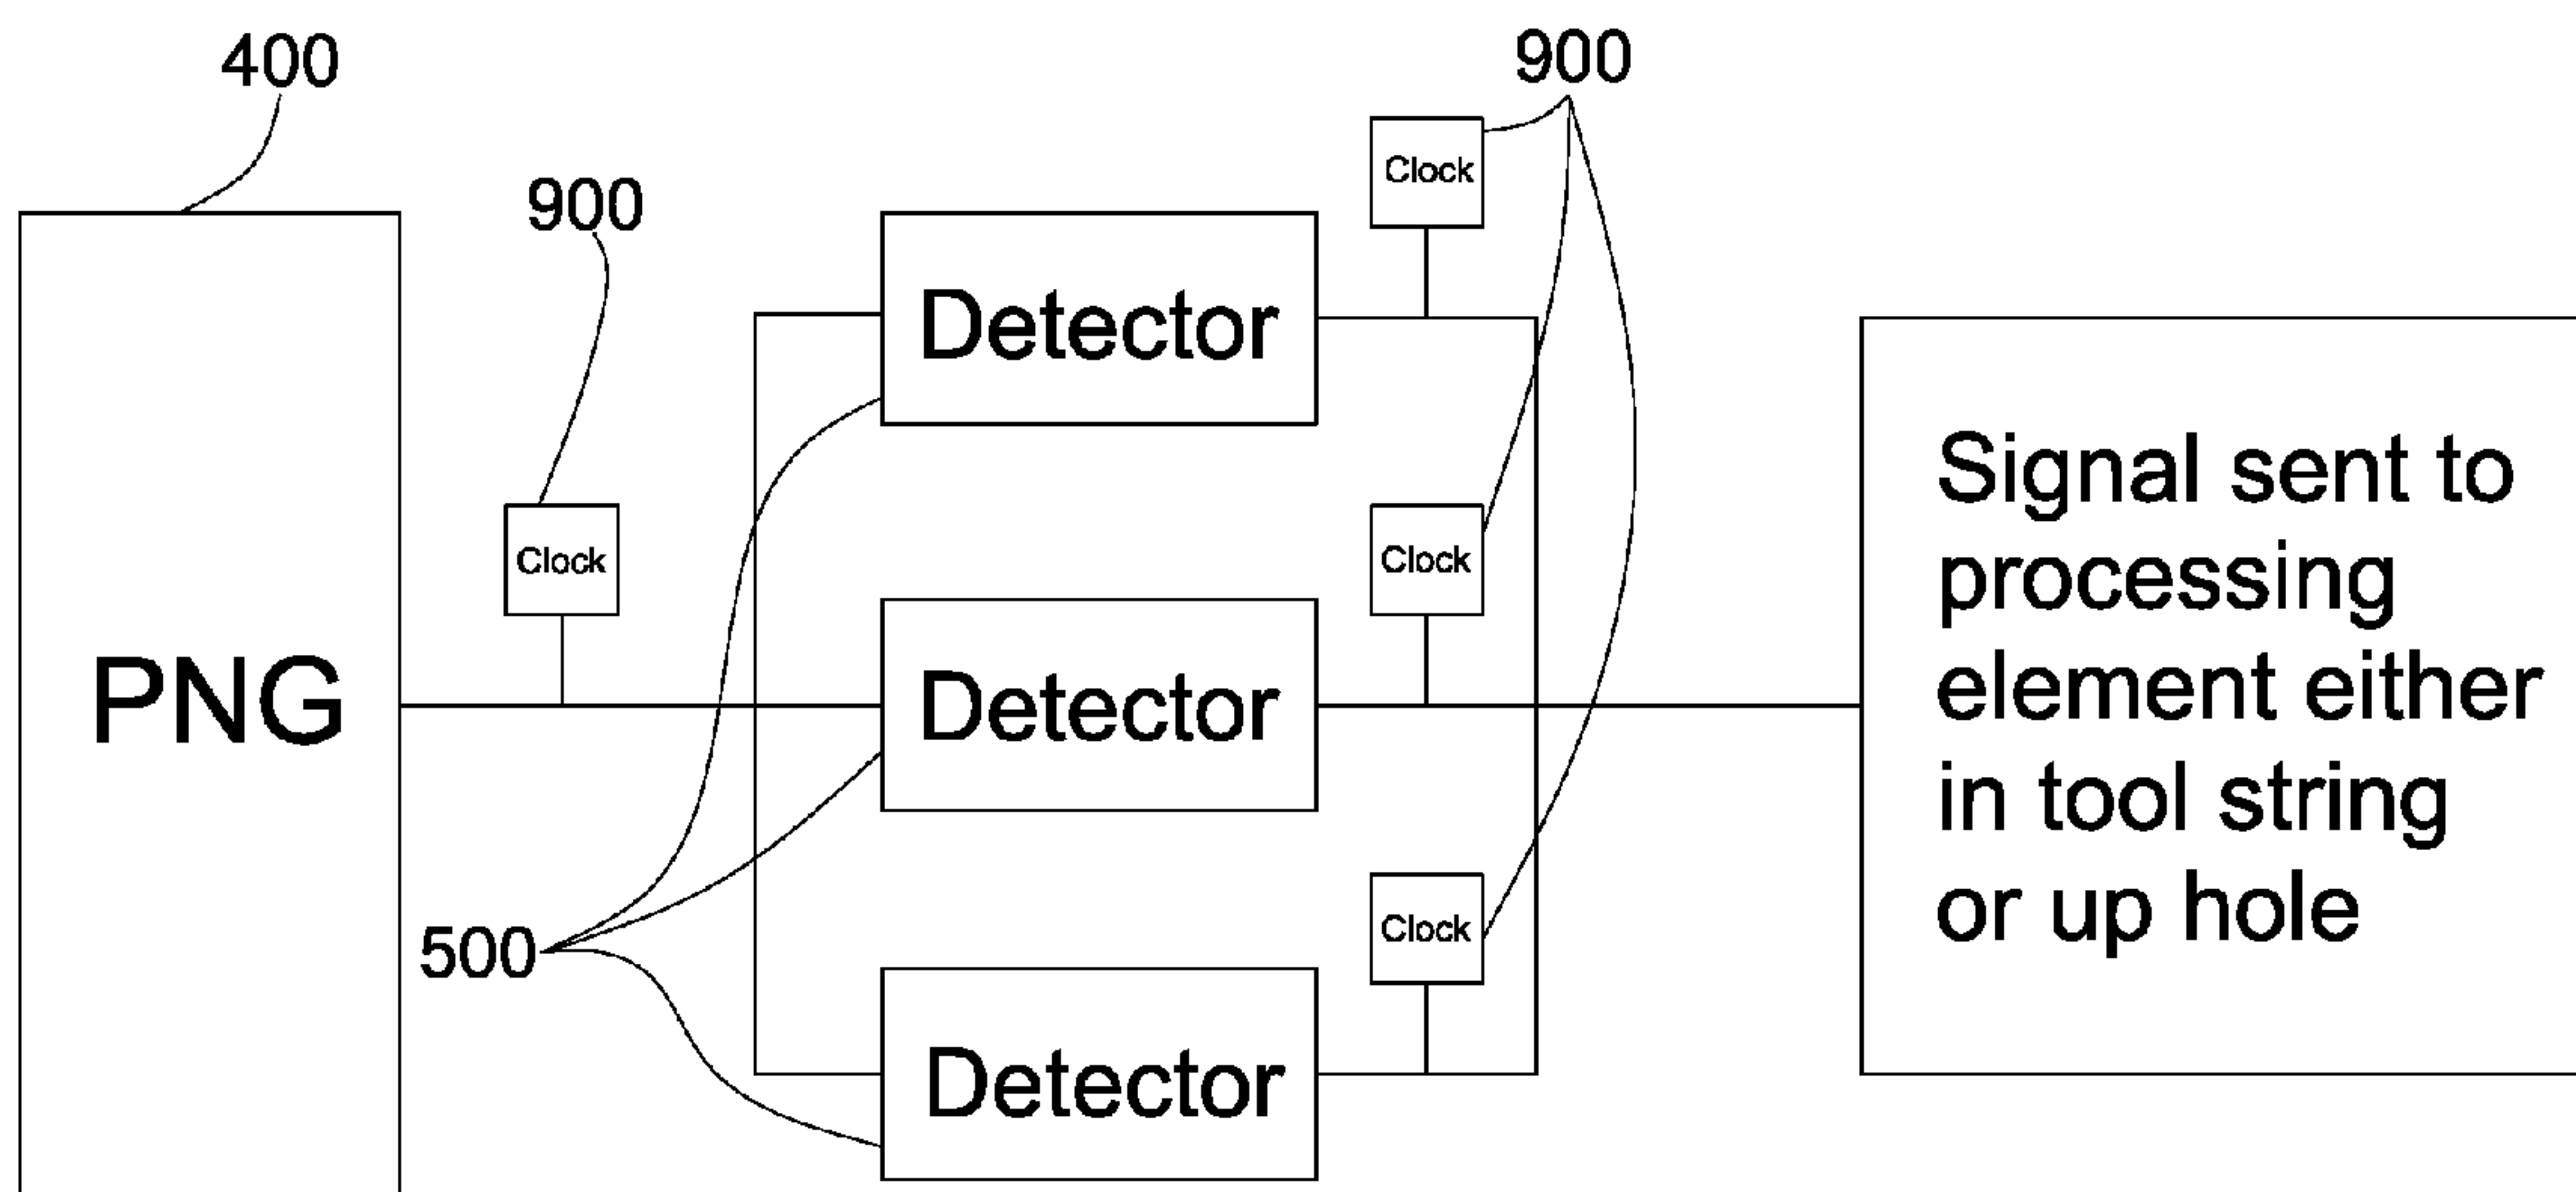 400
900
900
Clock
Detector
Clock
Clock
Signal sent to
processing
element either
in tool string
or up hole
PNG
Detector
500
Clock
Detector